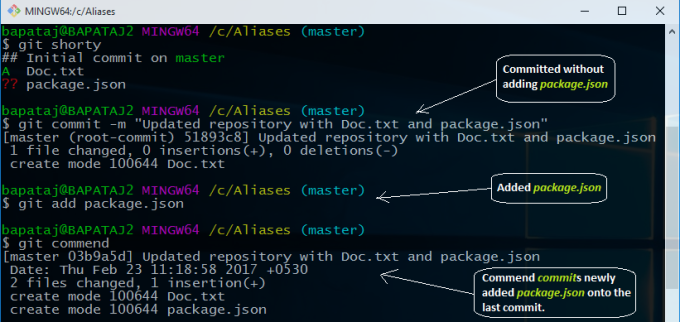 MINGW64:/c/Aliases
bapataj@BAPATAJ2 MINGW64 /c/Aliases (master)
$ git shorty
## Initial commit on master
A  Doc.txt
?? package.json
Committed without
adding package.json
bapataj@BAPATAJ2 MINGW64 /c/Aliases (master)
$ git commit -m "Updated repository with Doc.txt and package.json"
[master (root-commit) 51893c8] Updated repository with Doc.txt and package.json
 1 file changed, 0 insertions(+), 0 deletions(-)
 create mode 100644 Doc.txt
bapataj@BAPATAJ2 MINGW64 /c/Aliases (master)
$ git add package.json
Added package.json
bapataj@BAPATAJ2 MINGW64 /c/Aliases (master)
$ git commend
[master 03b9a5d] Updated repository with Doc.txt and package.json
 Date: Thu Feb 23 11:18:58 2017 +0530
 2 files changed, 1 insertion(+)
 create mode 100644 Doc.txt
 create mode 100644 package.json
Commend commits newly
added package.json onto the
last commit.